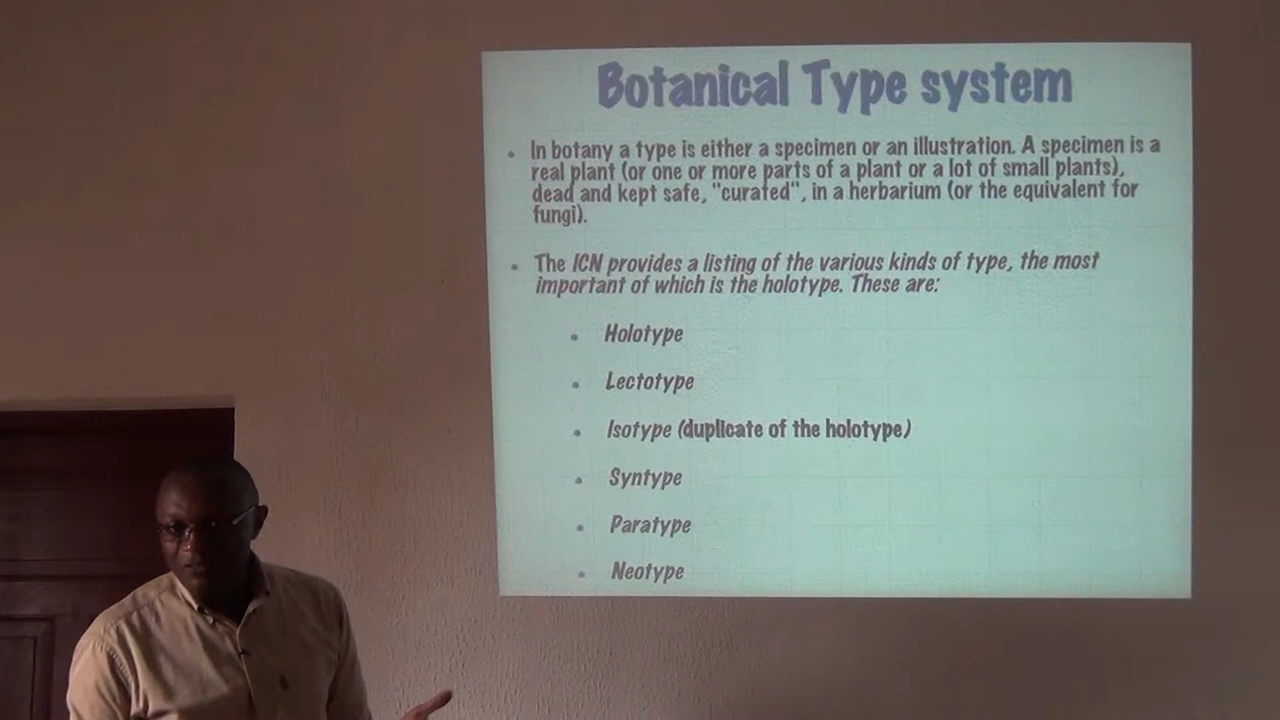 Botanical Type system
• In botany a type is either a specimen or an illustration. A specimen is a
real plant (or one or more parts of a plant or a lot of small plants),
dead and kept safe, "curated", in a herbarium (or the equivalent for
fungi).
• The ICN provides a listing of the various kinds of type, the most
important of which is the holotype. These are:
• Holotype
• Lectotype
• Isotype (duplicate of the holotype)
• Syntype
• Paratype
• Neotype